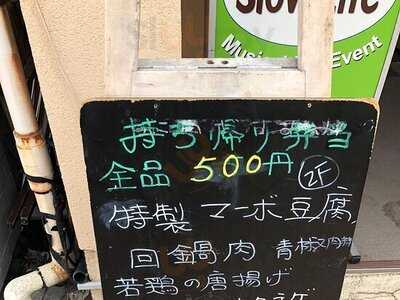 Slow Life
Music
Event
持ち帰り弁当
全品 500円 2F
特製 マーボ豆腐
回鍋肉 青椒肉絲
若鶏の唐揚げ